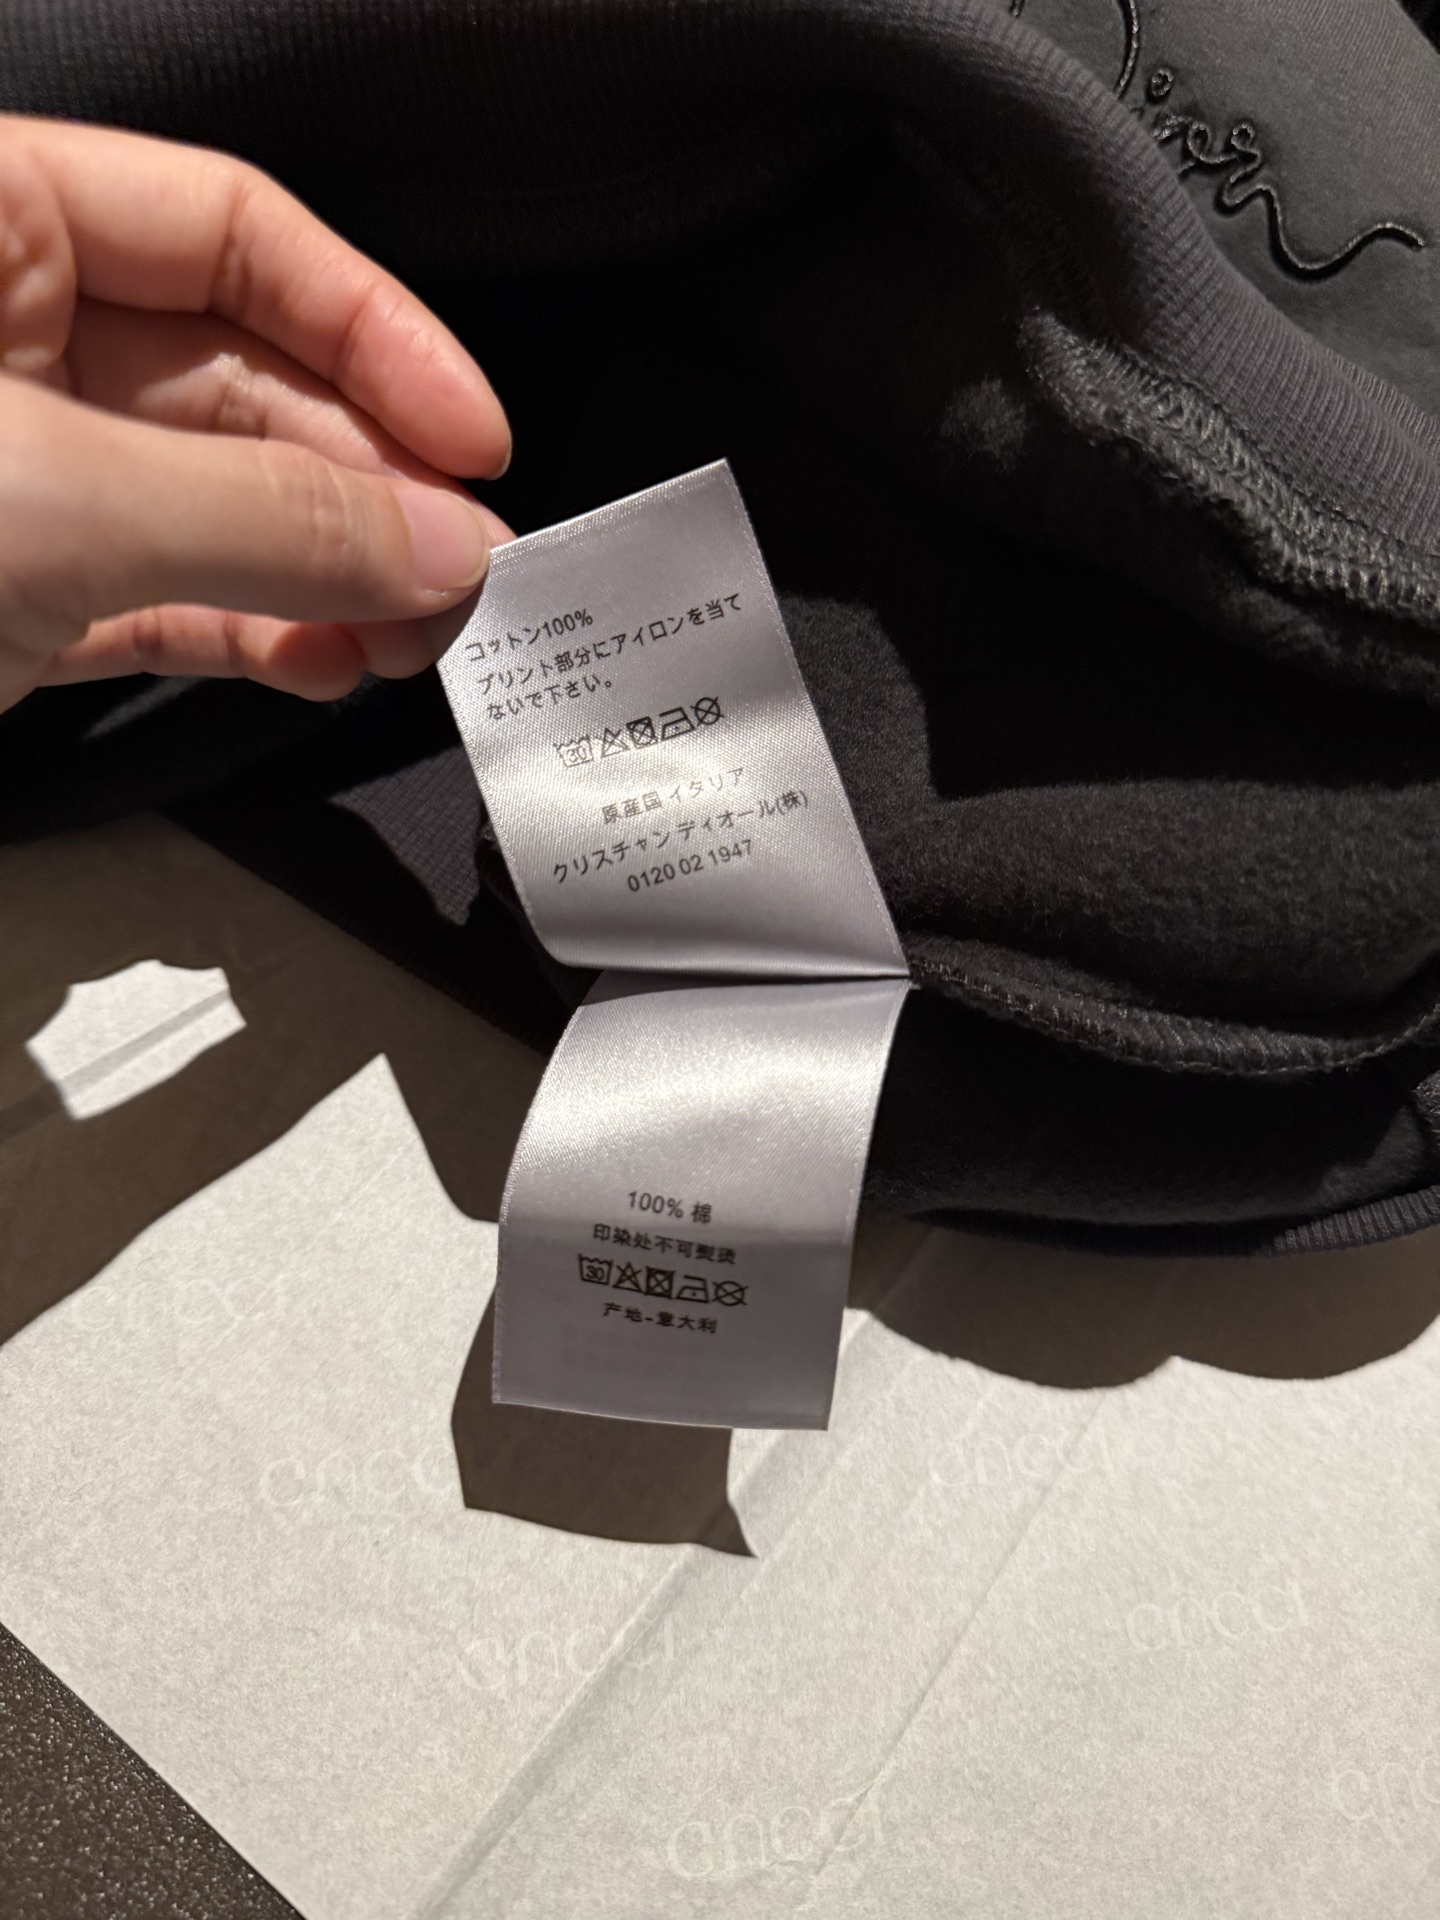 Dior
コットン100%
プリント部分にアイロンを当て
ないで下さい。
30
原産国 イタリア
クリスチャン ディオール(株)
0120 02 1947
100% 棉
印染处不可熨烫
30
产地-意大利